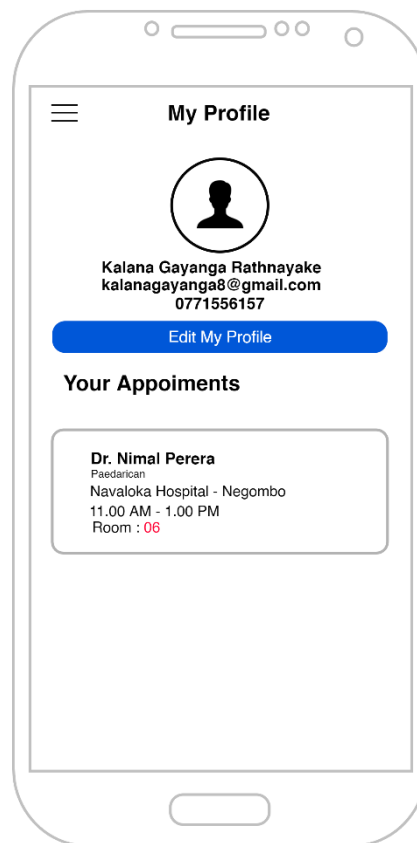 My Profile
Kalana Gayanga Rathnayake
kalanagayanga8@gmail.com
0771556157
Edit My Profile
Your Appoiments
Dr. Nimal Perera
Paedarican
Navaloka Hospital - Negombo
11.00 AM - 1.00 PM
Room : 06